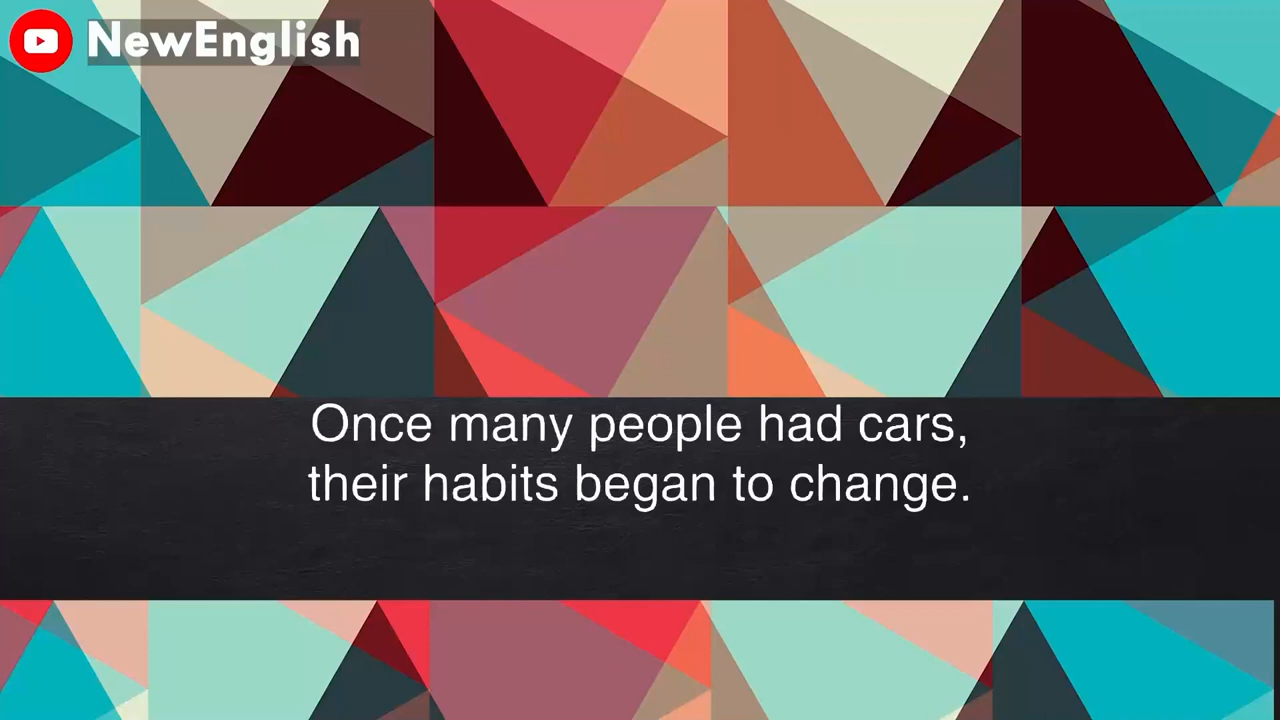 NewEnglish
Once many people had cars,
their habits began to change.